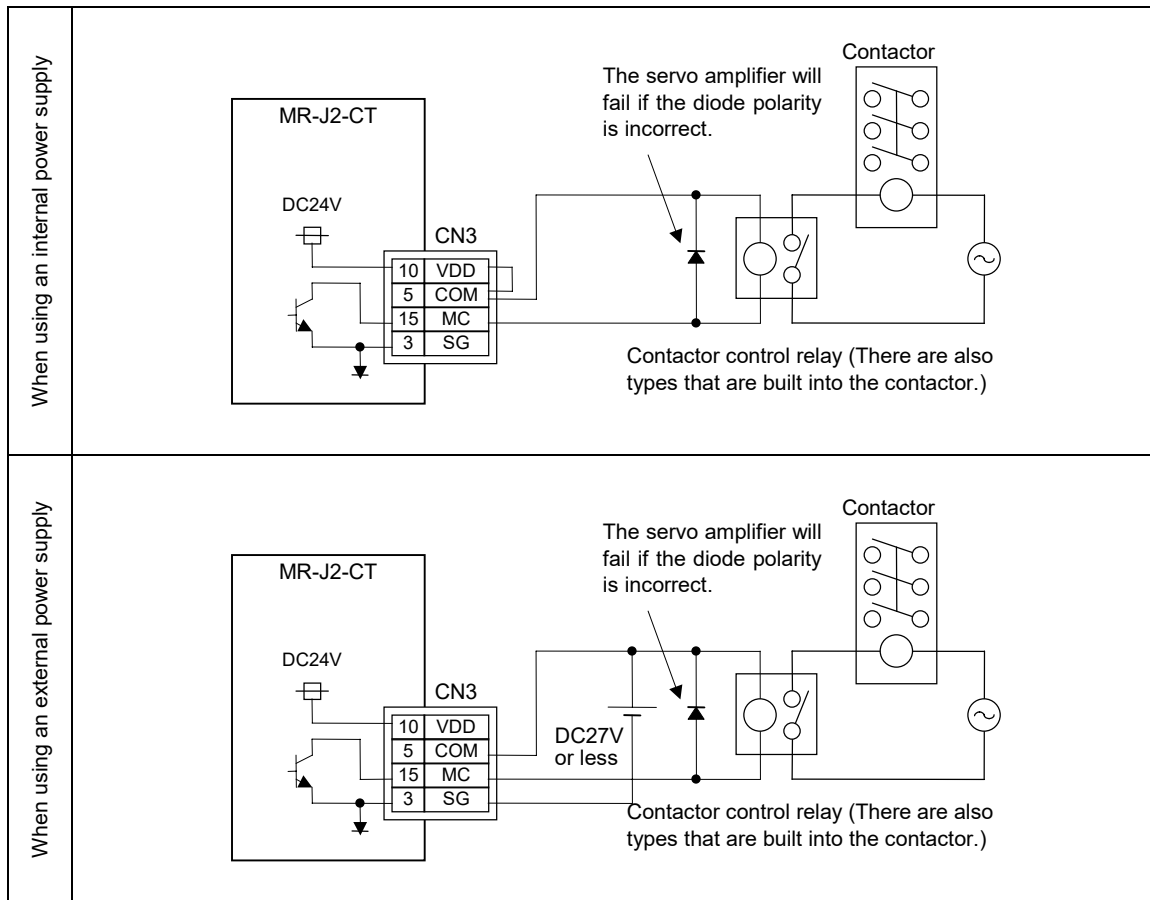 When using an internal power supply
Contactor
The servo amplifier will
fail if the diode polarity
is incorrect.
MR-J2-CT
DC24V
CN3
10 VDD
5 COM
15 MC
3 SG
Contactor control relay (There are also
types that are built into the contactor.)
When using an external power supply
Contactor
The servo amplifier will
fail if the diode polarity
is incorrect.
MR-J2-CT
DC24V
CN3
10 VDD
5 COM
15 MC
3 SG
DC27V
or less
Contactor control relay (There are also
types that are built into the contactor.)